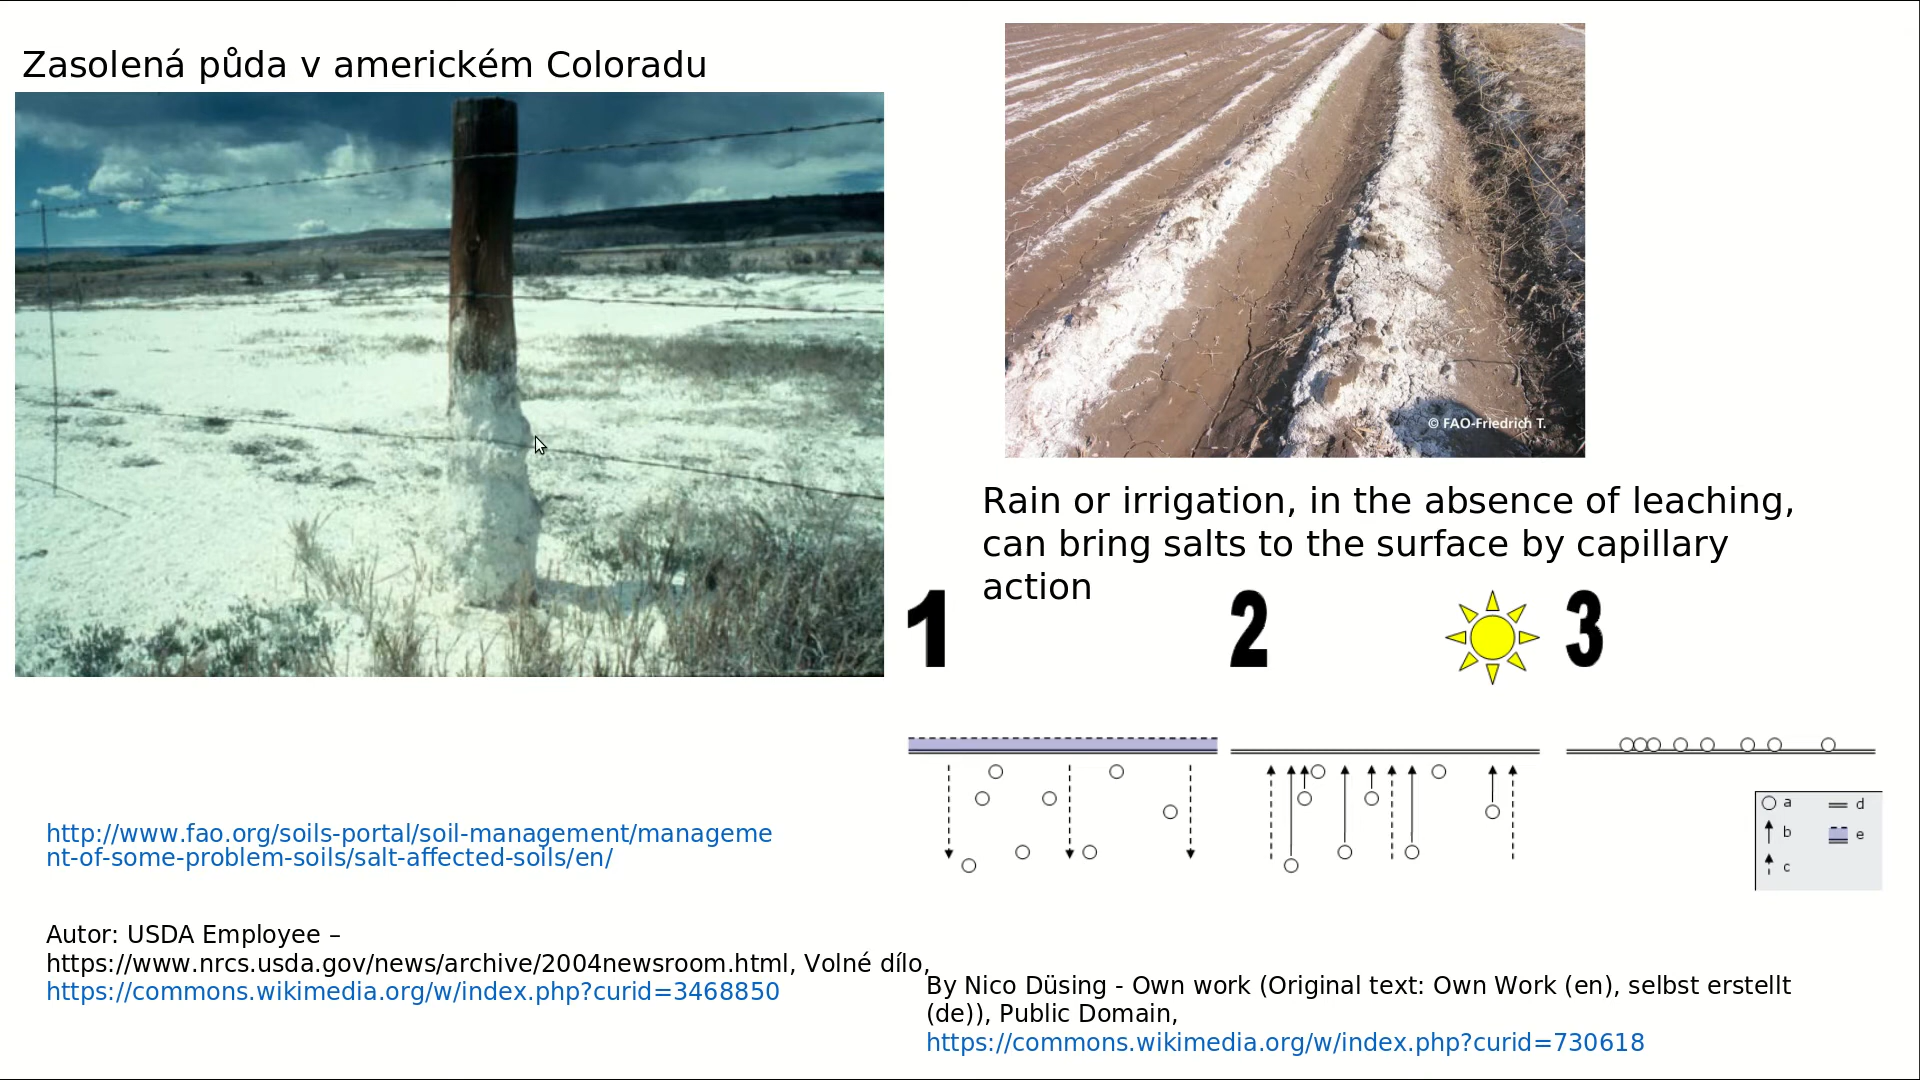 Zasolená půda v americkém Coloradu
© FAO-Friedrich T.
Rain or irrigation, in the absence of leaching,
can bring salts to the surface by capillary
action
1
2
3
a
b
c
d
e
http://www.fao.org/soils-portal/soil-management/manageme
nt-of-some-problem-soils/salt-affected-soils/en/
Autor: USDA Employee –
https://www.nrcs.usda.gov/news/archive/2004newsroom.html, Volné dílo,
https://commons.wikimedia.org/w/index.php?curid=3468850
By Nico Düsing - Own work (Original text: Own Work (en), selbst erstellt
(de)), Public Domain,
https://commons.wikimedia.org/w/index.php?curid=730618